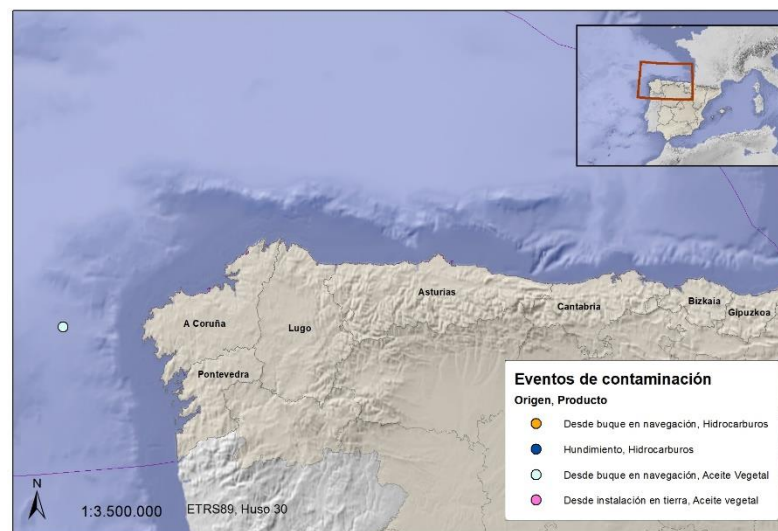 A Coruña
Lugo
Asturias
Cantabria
Bizkaia
Gipuzkoa
Pontevedra
Eventos de contaminación
Origen, Producto
Desde buque en navegación, Hidrocarburos
Hundimiento, Hidrocarburos
Desde buque en navegación, Aceite Vegetal
Desde instalación en tierra, Aceite vegetal
N
1:3.500.000
ETRS89, Huso 30